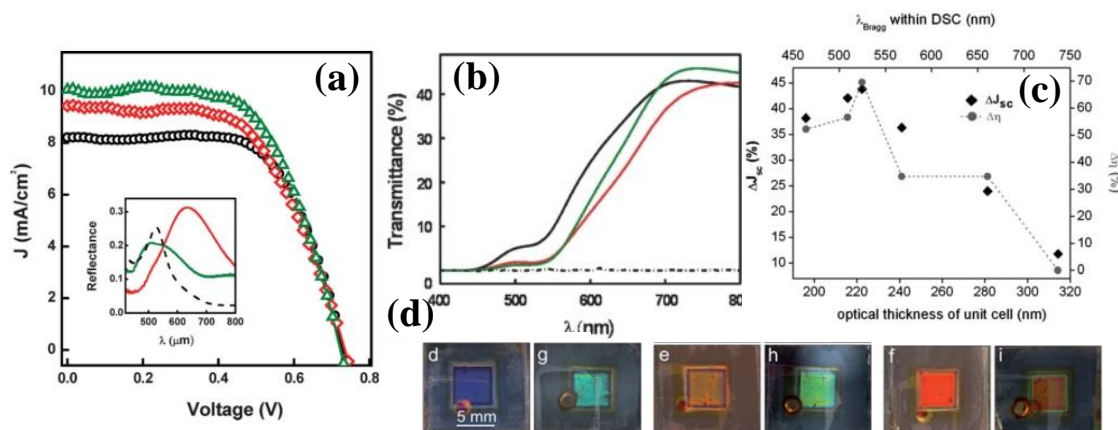 (a)
J (mA/cm²)
10
8
6
4
2
0
0.0 0.2 0.4 0.6 0.8
Voltage (V)
Reflectance
0.3
0.2
0.1
0.0
500 600 700 800
λ (μm)
(b)
Transmittance (%)
40
30
20
10
0
400 500 600 700 800
λ (nm)
(c)
λBragg within DSC (nm)
450 500 550 600 650 700 750
ΔJsc (%)
45
40
35
30
25
20
15
10
ΔJsc
Δη
70
60
50
40
30
20
10
0
Δη (%)
200 220 240 260 280 300 320
optical thickness of unit cell (nm)
(d)
d g e h f i
5 mm